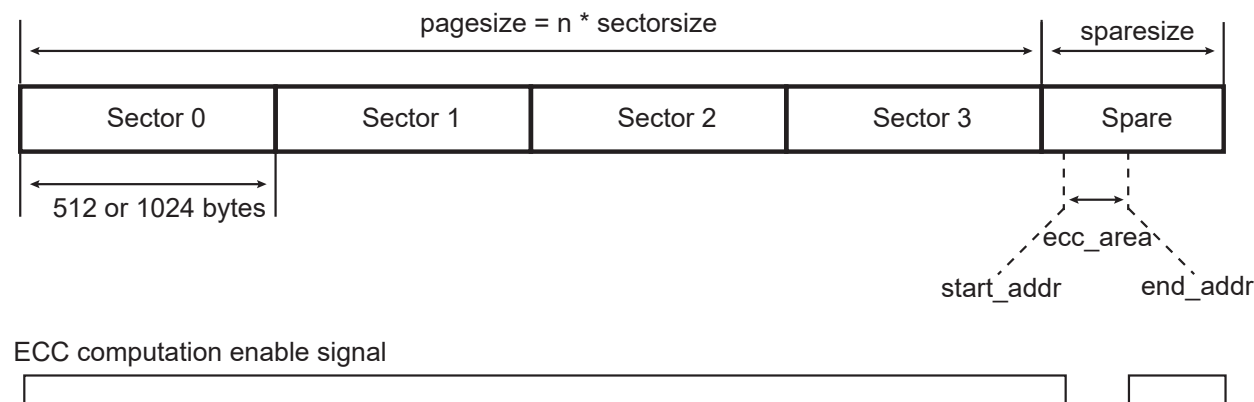 pagesize = n * sectorsize
sparesize
Sector 0
Sector 1
Sector 2
Sector 3
Spare
512 or 1024 bytes
ecc_area
start_addr
end_addr
ECC computation enable signal